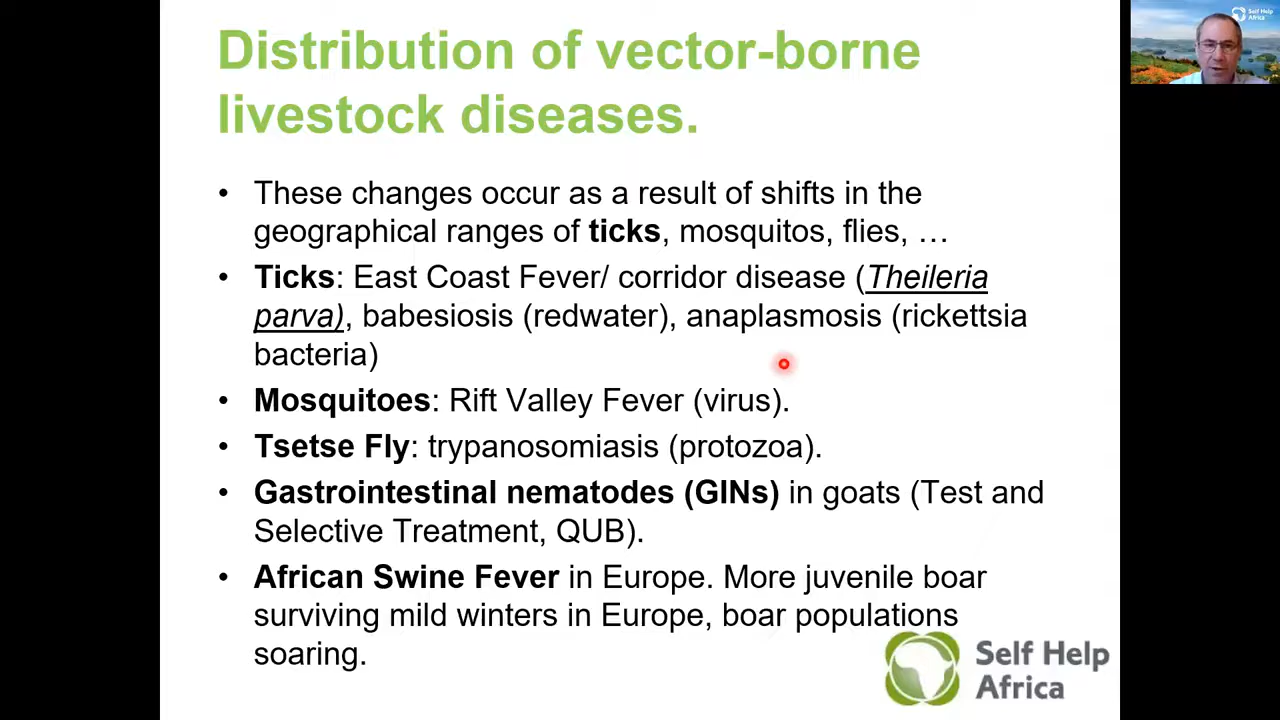 Distribution of vector-borne
livestock diseases.
• These changes occur as a result of shifts in the
geographical ranges of ticks, mosquitos, flies, …
• Ticks: East Coast Fever/ corridor disease (Theileria
parva), babesiosis (redwater), anaplasmosis (rickettsia
bacteria)
• Mosquitoes: Rift Valley Fever (virus).
• Tsetse Fly: trypanosomiasis (protozoa).
• Gastrointestinal nematodes (GINs) in goats (Test and
Selective Treatment, QUB).
• African Swine Fever in Europe. More juvenile boar
surviving mild winters in Europe, boar populations
soaring.
Self Help
Africa
Self Help
Africa